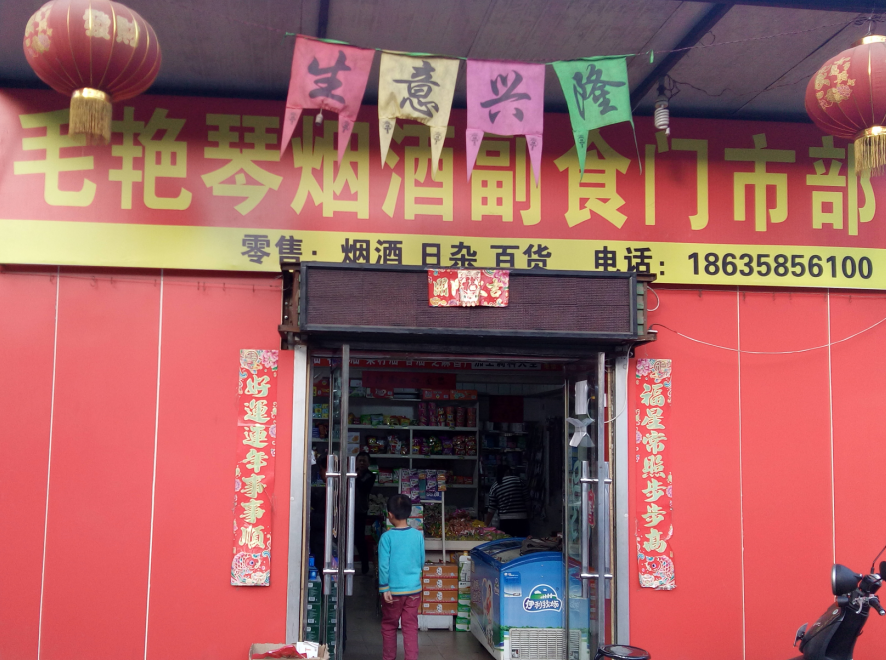 生意兴隆
毛艳琴烟酒副食门市部
零售：烟酒 日杂 百货 电话：18635856100
好運連年事事順
福星常照步步高
伊利牧场